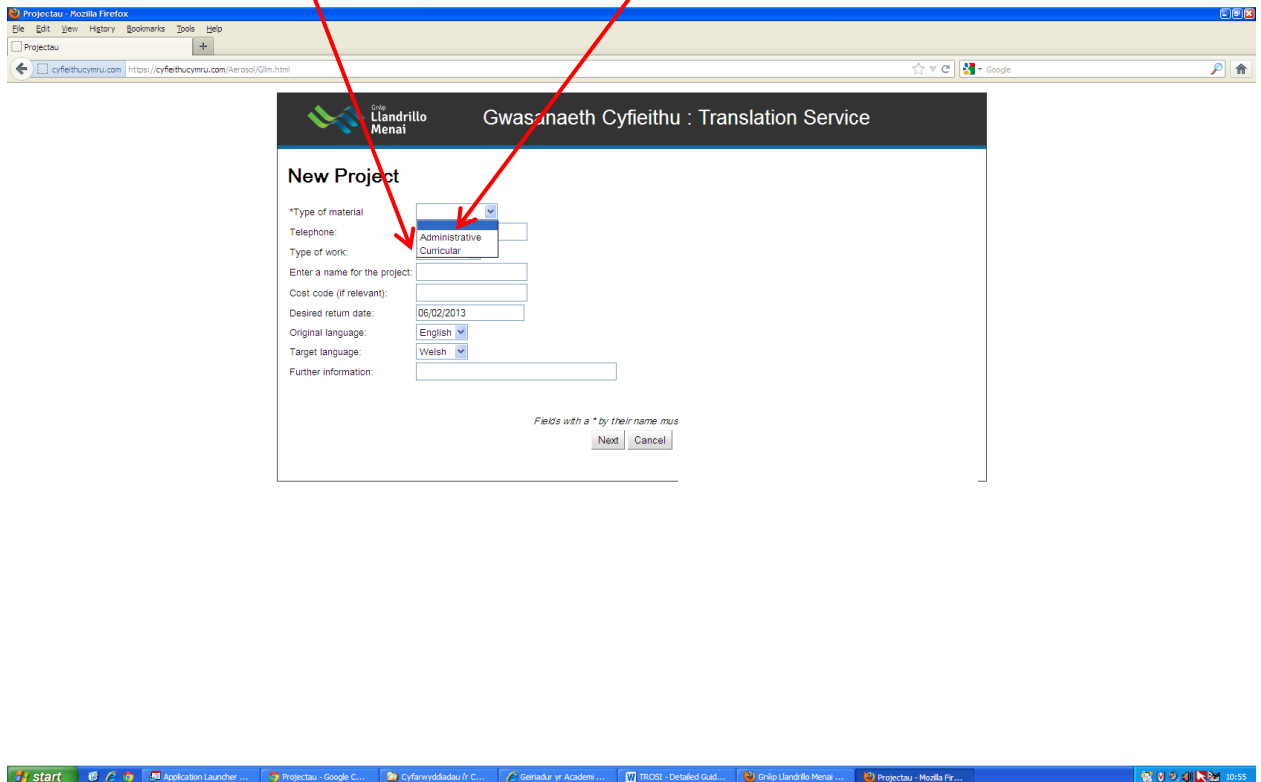 Projectau - Mozilla Firefox
File Edit View History Bookmarks Tools Help
Projectau +
cyfieithucymru.com https://cyfieithucymru.com/Aerosol/Glm.html Google
Grŵp
Llandrillo
Menai
Gwasanaeth Cyfieithu : Translation Service
New Project
*Type of material
Telephone:
Administrative
Type of work:
Curricular
Enter a name for the project:
Cost code (if relevant):
Desired return date: 06/02/2013
Original language: English
Target language: Welsh
Further information:
Fields with a * by their name mus
Next Cancel
start Application Launcher ... Projectau - Google C... Cyfarwyddiadau i'r C... Geiriadur yr Academi ... TROSI - Detailed Guid... Grŵp Llandrillo Menai ... Projectau - Mozilla Fir... 10:55